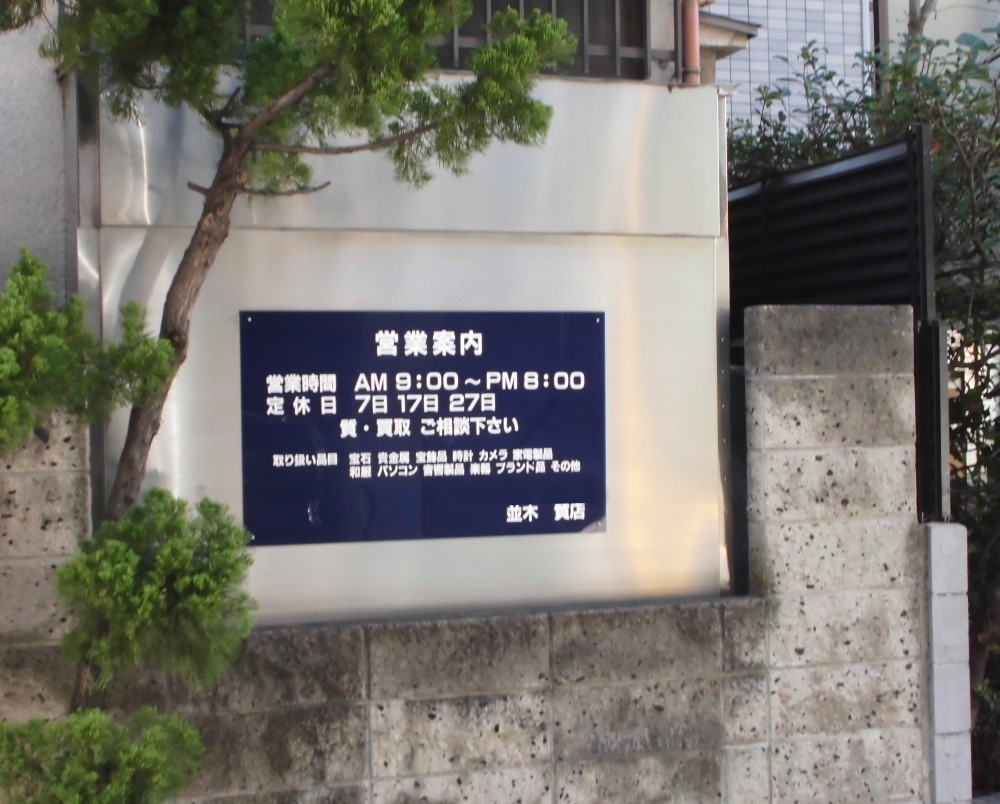 営業案内
営業時間 AM 9:00～PM 8:00
定休日 7日 17日 27日
質・買取 ご相談下さい
取り扱い品目 宝石 貴金属 宝飾品 時計 カメラ 家電製品
和服 パソコン 音響製品 楽器 ブランド品 その他
並木 質店